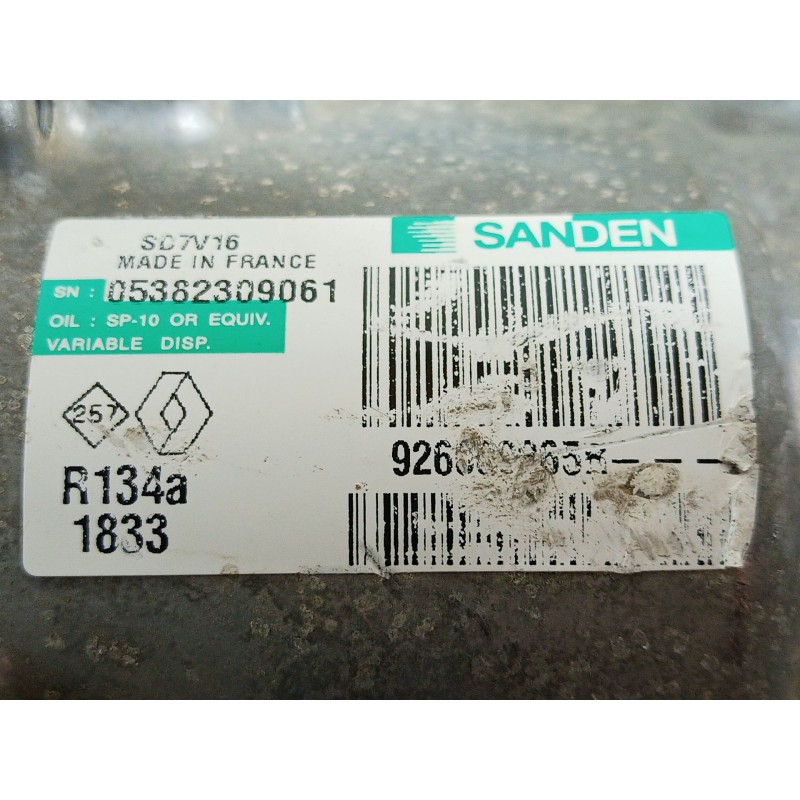 SD7V16
SANDEN
MADE IN FRANCE
SN : 05382309061
OIL : SP-10 OR EQUIV.
VARIABLE DISP.
257
R134a
1833